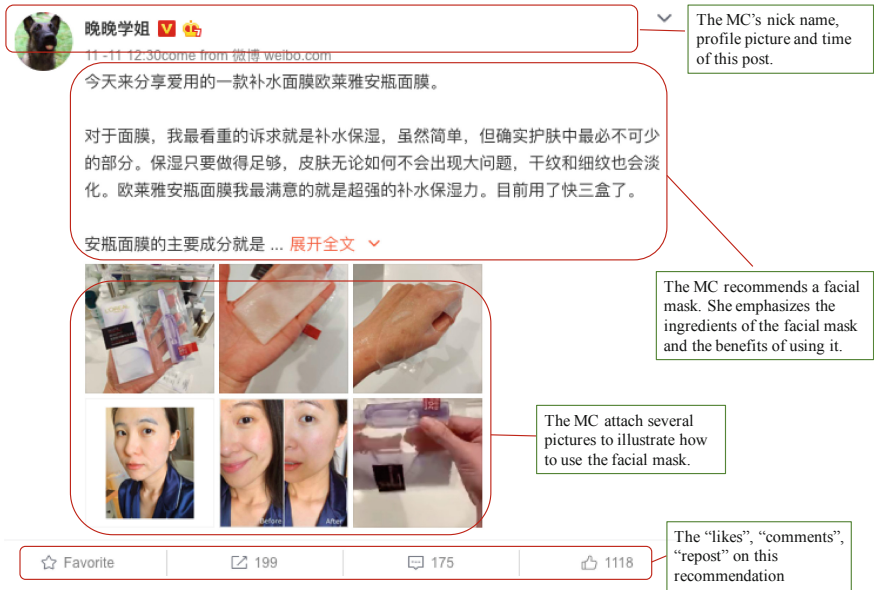 晚晚学姐
11 -11 12:30come from 微博 weibo.com
今天来分享爱用的一款补水面膜欧莱雅安瓶面膜。
对于面膜，我最看重的诉求就是补水保湿，虽然简单，但确实护肤中最必不可少
的部分。保湿只要做得足够，皮肤无论如何不会出现大问题，干纹和细纹也会淡
化。欧莱雅安瓶面膜我最满意的就是超强的补水保湿力。目前用了快三盒了。
安瓶面膜的主要成分就是 ... 展开全文
Before
After
Favorite
199
175
1118
The MC’s nick name,
profile picture and time
of this post.
The MC recommends a facial
mask. She emphasizes the
ingredients of the facial mask
and the benefits of using it.
The MC attach several
pictures to illustrate how
to use the facial mask.
The “likes”, “comments”,
“repost” on this
recommendation